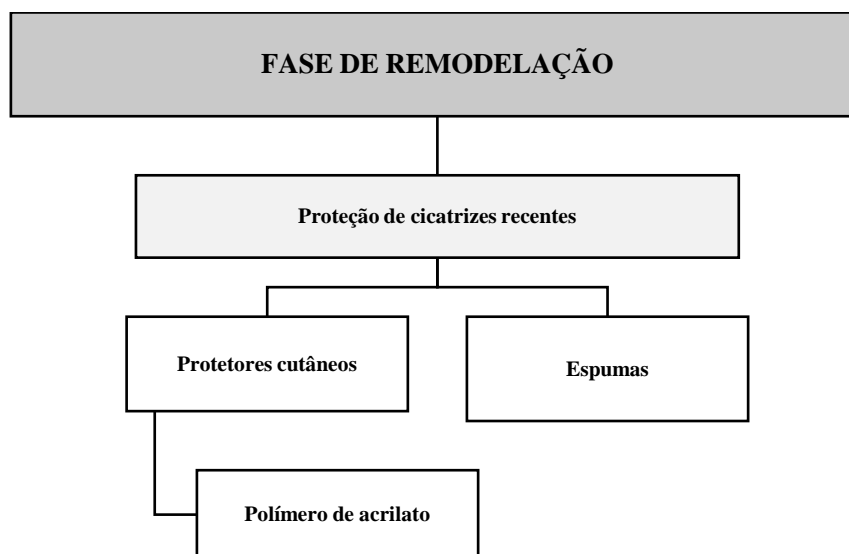 FASE DE REMODELAÇÃO
Proteção de cicatrizes recentes
Protetores cutâneos
Espumas
Polímero de acrilato